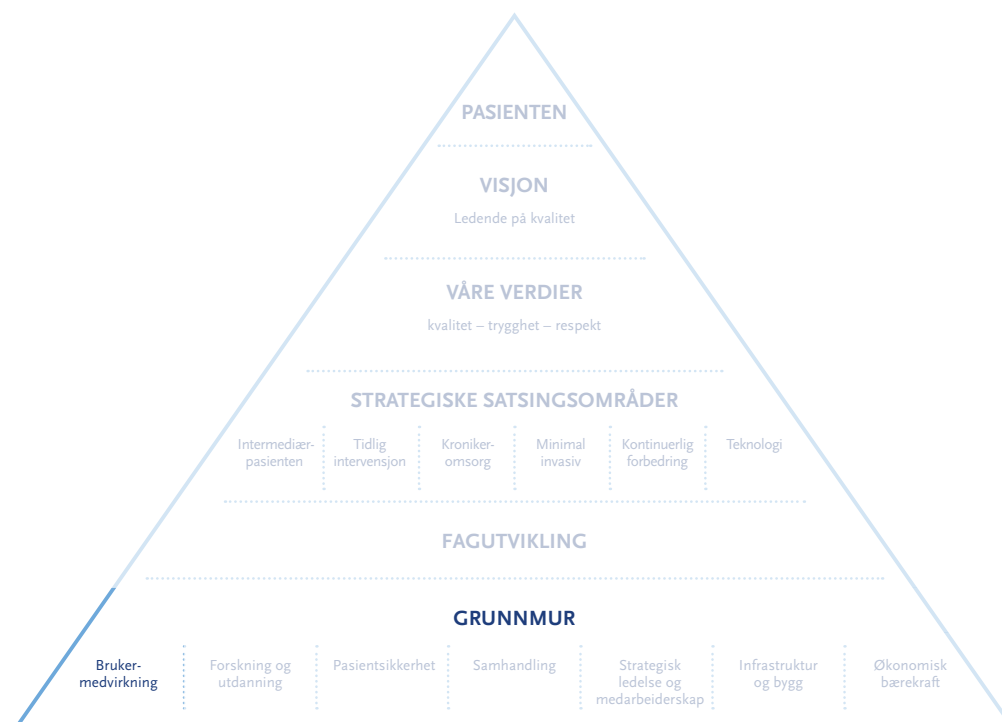 PASIENTEN
VISJON
Ledende på kvalitet
VÅRE VERDIER
kvalitet – trygghet – respekt
STRATEGISKE SATSINGSOMRÅDER
Intermediær-
pasienten
Tidlig
intervensjon
Kroniker-
omsorg
Minimal
invasiv
Kontinuerlig
forbedring
Teknologi
FAGUTVIKLING
GRUNNMUR
Bruker-
medvirkning
Forskning og
utdanning
Pasientsikkerhet
Samhandling
Strategisk
ledelse og
medarbeiderskap
Infrastruktur
og bygg
Økonomisk
bærekraft